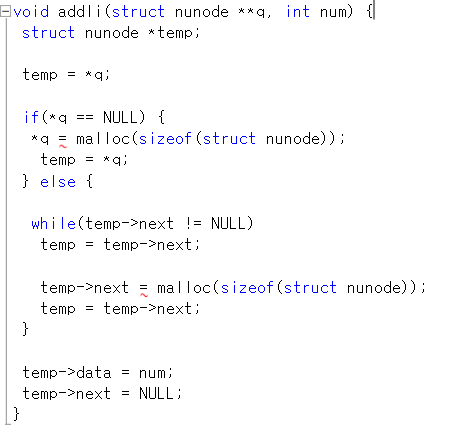 void addli(struct nunode **q, int num) {
struct nunode *temp;
temp = *q;
if(*q == NULL) {
*q = malloc(sizeof(struct nunode));
temp = *q;
} else {
while(temp->next != NULL)
temp = temp->next;
temp->next = malloc(sizeof(struct nunode));
temp = temp->next;
}
temp->data = num;
temp->next = NULL;
}